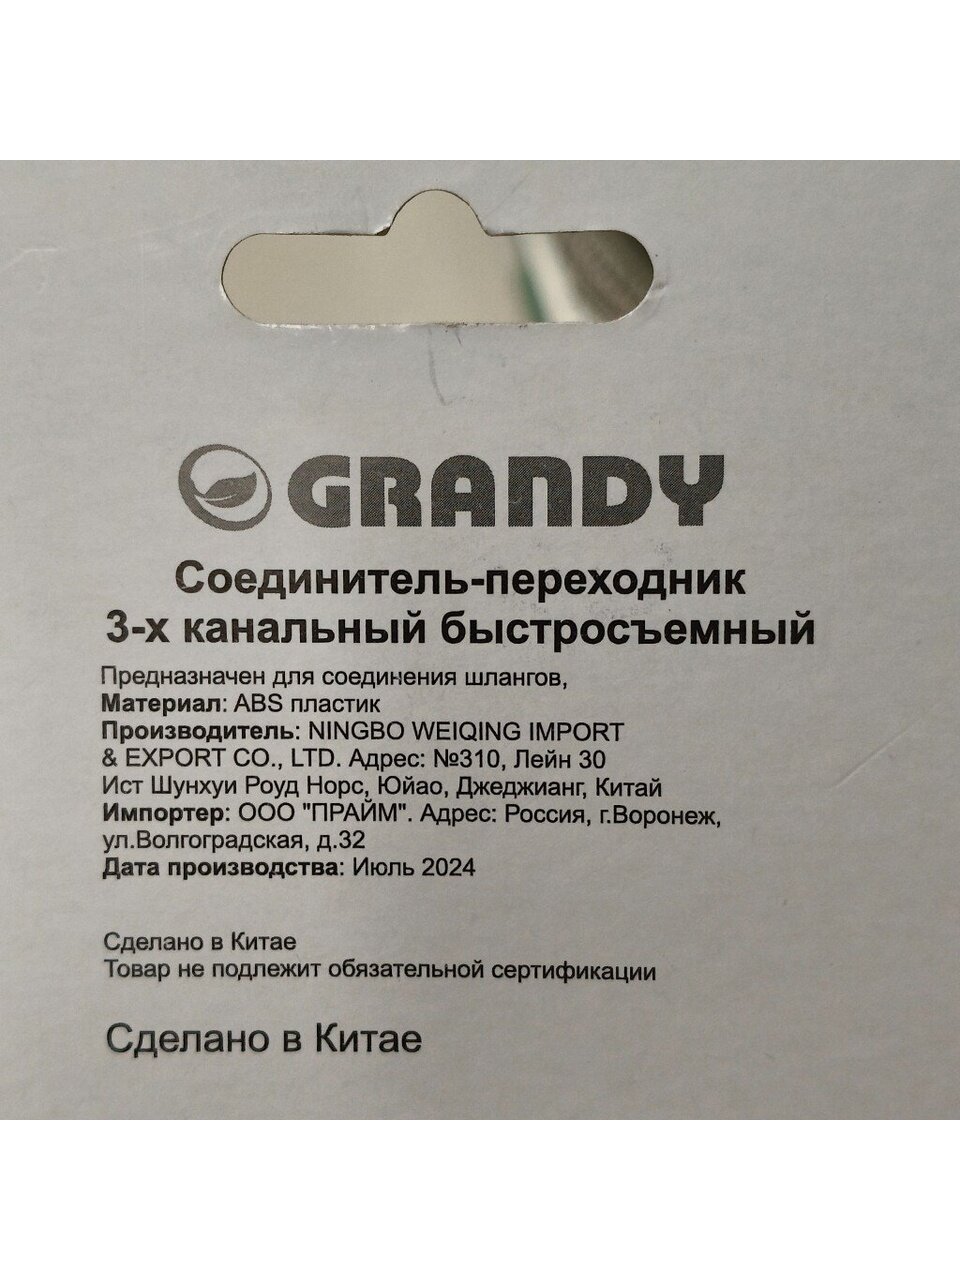 GRANDY
Соединитель-переходник
3-х канальный быстросъемный
Предназначен для соединения шлангов,
Материал: ABS пластик
Производитель: NINGBO WEIQING IMPORT
& EXPORT CO., LTD. Адрес: №310, Лейн 30
Ист Шунхуи Роуд Норс, Юйао, Джеджианг, Китай
Импортер: ООО "ПРАЙМ". Адрес: Россия, г.Воронеж,
ул.Волгоградская, д.32
Дата производства: Июль 2024
Сделано в Китае
Товар не подлежит обязательной сертификации
Сделано в Китае